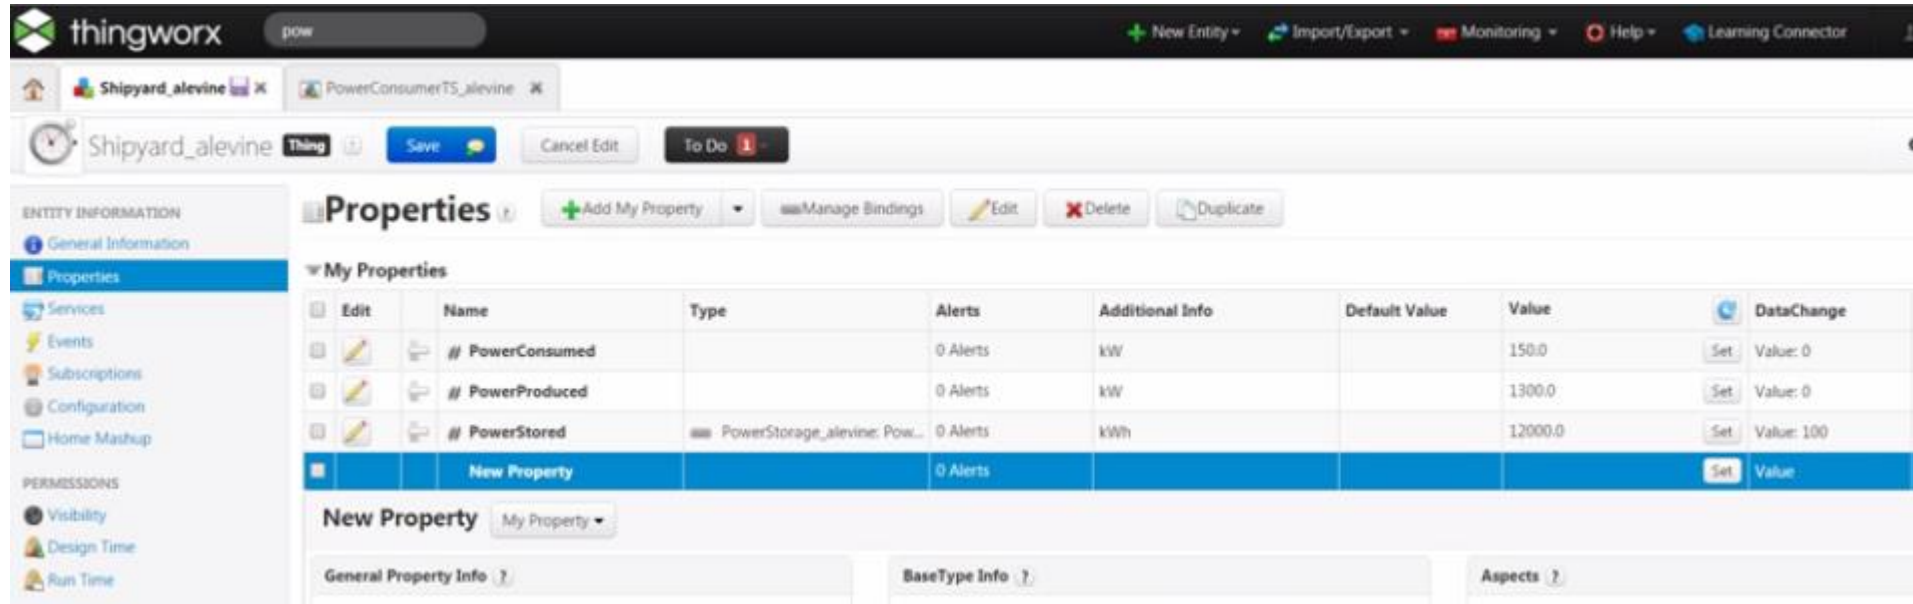 thingworx pow New Entity Import/Export Monitoring Help Learning Connector
Shipyard_alevine PowerConsumerTS_alevine
Shipyard_alevine Thing Save Cancel Edit To Do 1
ENTITY INFORMATION
General Information
Properties
Services
Events
Subscriptions
Configuration
Home Mashup
PERMISSIONS
Visibility
Design Time
Run Time
Properties ? Add My Property Manage Bindings Edit Delete Duplicate
My Properties
Edit Name Type Alerts Additional Info Default Value Value DataChange
# PowerConsumed 0 Alerts kW 150.0 Set Value: 0
# PowerProduced 0 Alerts kW 1300.0 Set Value: 0
# PowerStored PowerStorage_alevine: Pow... 0 Alerts kWh 12000.0 Set Value: 100
New Property 0 Alerts Set Value
New Property My Property
General Property Info ? BaseType Info ? Aspects ?